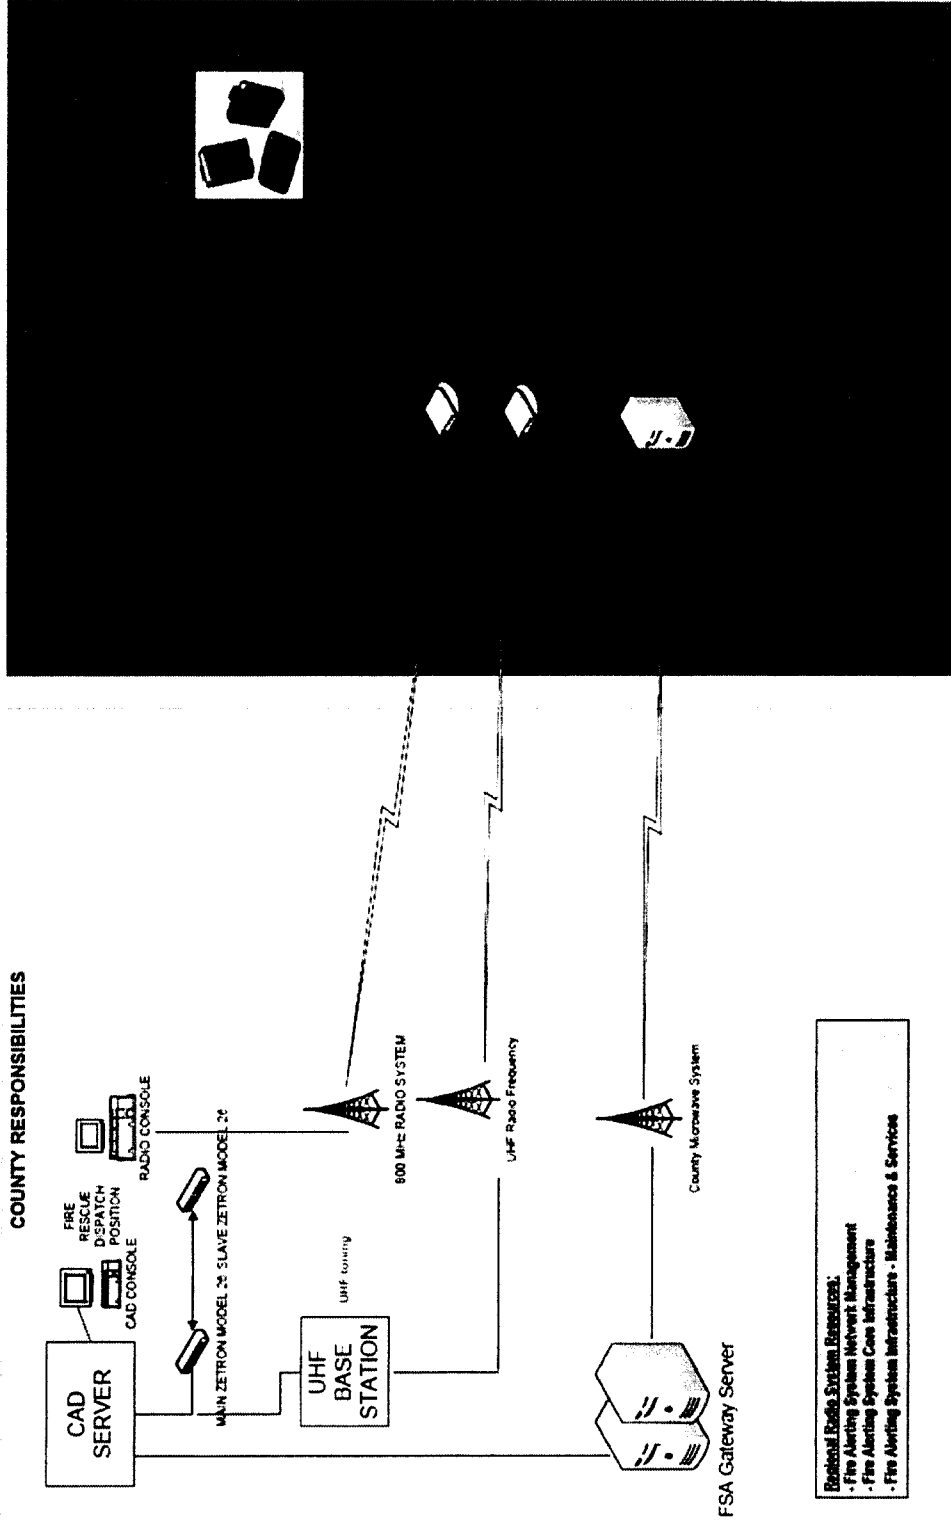 COUNTY RESPONSIBILITIES
FIRE
RESCUE
DISPATCH
POSITION
RADIO CONSOLE
CAD CONSOLE
CAD
SERVER
MAIN ZETRON MODEL 26
SLAVE ZETRON MODEL 26
UHF
BASE
STATION
UHF tuning
800 MHz RADIO SYSTEM
UHF Radio Frequency
County Microwave System
FSA Gateway Server
Regional Radio System Resources:
- Fire Alerting System Network Management
- Fire Alerting System Core Infrastructure
- Fire Alerting System Infrastructure - Maintenance & Services